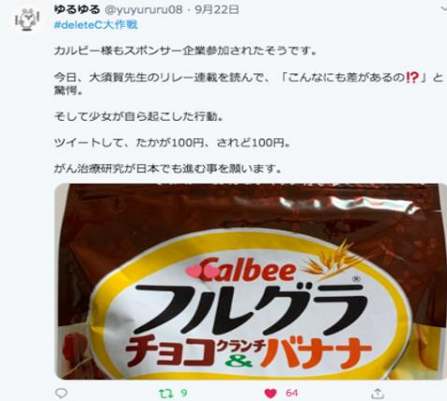 ゆるゆる @yuyururu08・9月22日
#deleteC大作戦
カルビー様もスポンサー企業参加されたそうです。
今日、大須賀先生のリレー連載を読んで、「こんなにも差があるの⁉️」と
驚愕。
そして少女が自ら起こした行動。
ツイートして、たかが100円、されど100円。
がん治療研究が日本でも進む事を願います。
Calbee
フルグラ
®
チョコクランチ&バナナ
9
64